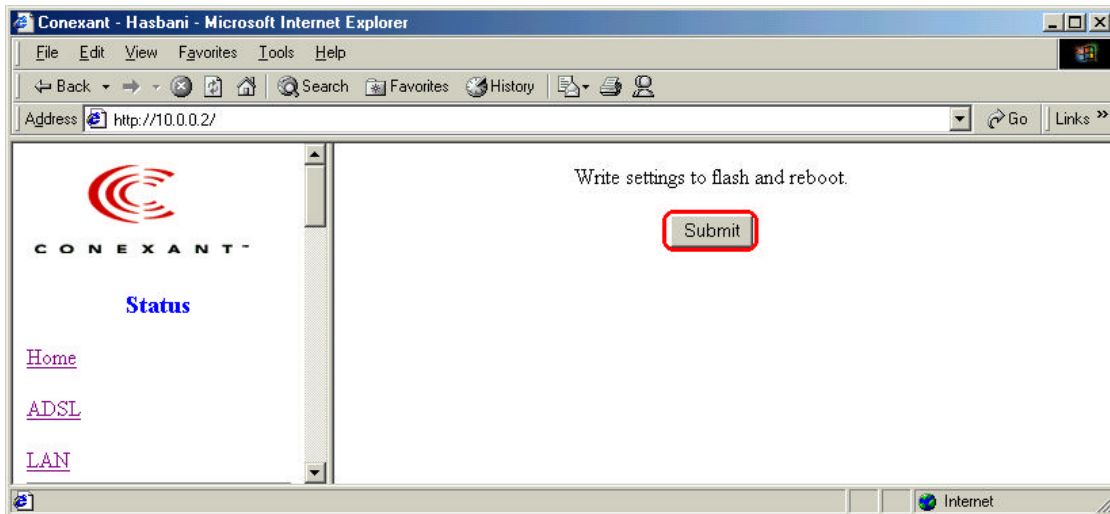 Conexant - Hasbani - Microsoft Internet Explorer
File Edit View Favorites Tools Help
Back Search Favorites History
Address http://10.0.0.2/ Go Links »
CONEXANT™
Status
Home
ADSL
LAN
Write settings to flash and reboot.
Submit
Internet